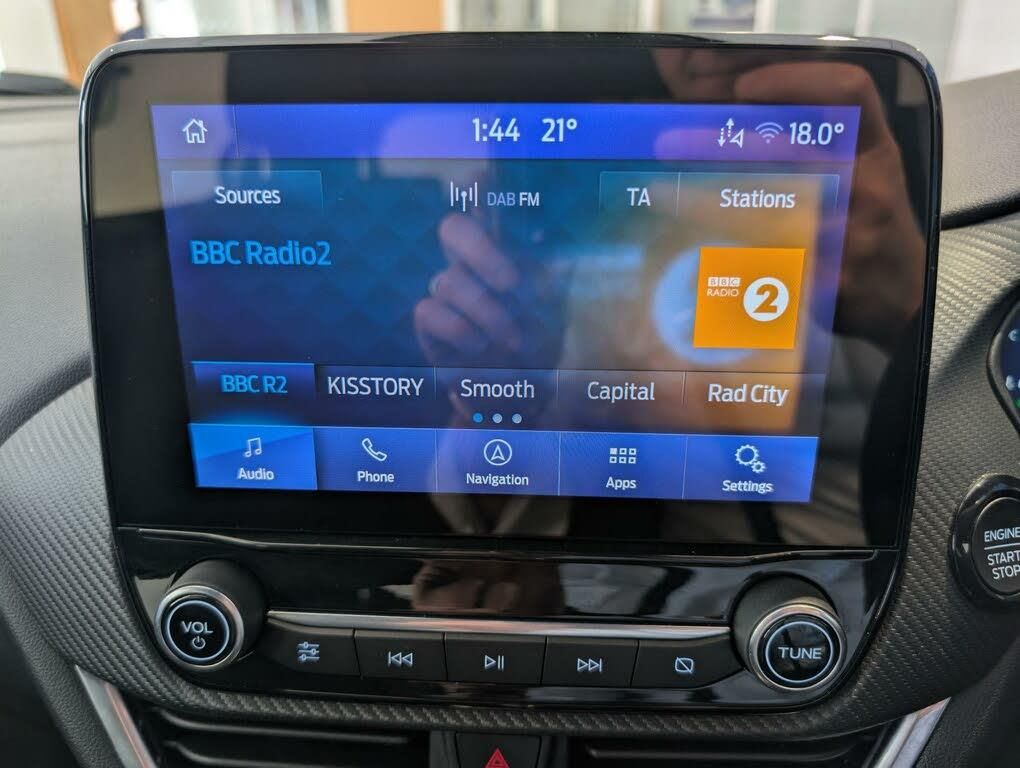 1:44 21° 18.0°
Sources DAB FM TA Stations
BBC Radio2
BBC
RADIO 2
BBC R2 KISSTORY Smooth Capital Rad City
Audio Phone Navigation Apps Settings
ENGINE
START
STOP
VOL
TUNE